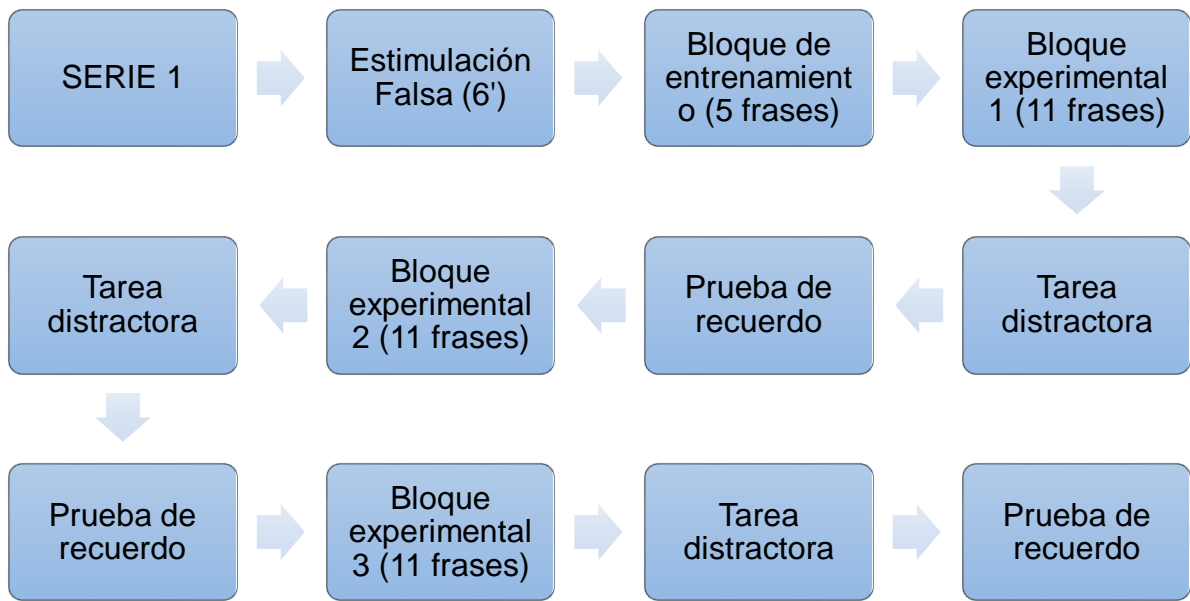 SERIE 1
Estimulación
Falsa (6')
Bloque de
entrenamient
o (5 frases)
Bloque
experimental
1 (11 frases)
Tarea
distractora
Prueba de
recuerdo
Bloque
experimental
2 (11 frases)
Tarea
distractora
Prueba de
recuerdo
Bloque
experimental
3 (11 frases)
Tarea
distractora
Prueba de
recuerdo